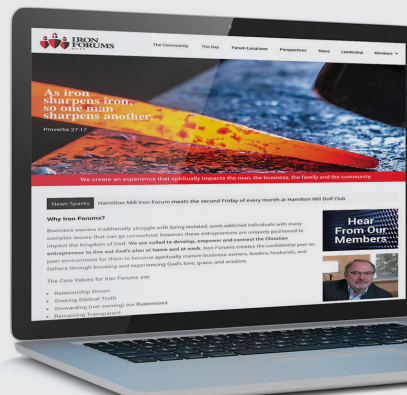 IRON
FORUMS
The Community
The Day
Forum Locations
Perspectives
News
Leadership
Members
As iron
sharpens iron,
so one man
sharpens another.
Proverbs 27:17
We create an experience that spiritually impacts the man, the business, the family and the community.
News Sparks
Hamilton Mill Iron Forum meets the second Friday of every month at Hamilton Mill Golf Club
Why Iron Forums?
Business owners traditionally struggle with being isolated, work-addicted individuals with many
complex issues that can go unresolved; however these entrepreneurs are uniquely positioned to
impact the Kingdom of God. We are called to develop, empower and connect the Christian
entrepreneur to live out God's plan at home and at work. Iron Forums creates the confidential peer-to-
peer environment for them to become spiritually mature business owners, leaders, husbands, and
fathers through knowing and experiencing God's love, grace, and wisdom.
The Core Values for Iron Forums are:
• Relationship Driven
• Seeking Biblical Truth
• Stewarding (not owning) our Businesses
• Remaining Transparent
Hear
From Our
Members